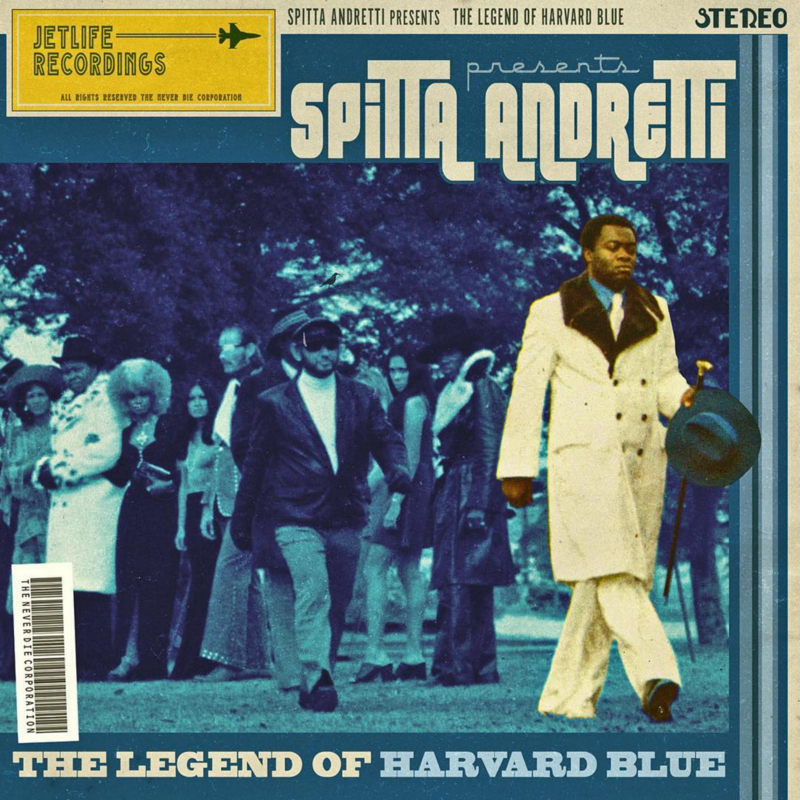 SPITTA ANDRETTI PRESENTS THE LEGEND OF HARVARD BLUE
STEREO
JETLIFE
RECORDINGS
ALL RIGHTS RESERVED THE NEVER DIE CORPORATION
presents
SPITTA ANDRETTI
THE NEVER DIE CORPORATION
THE LEGEND OF HARVARD BLUE